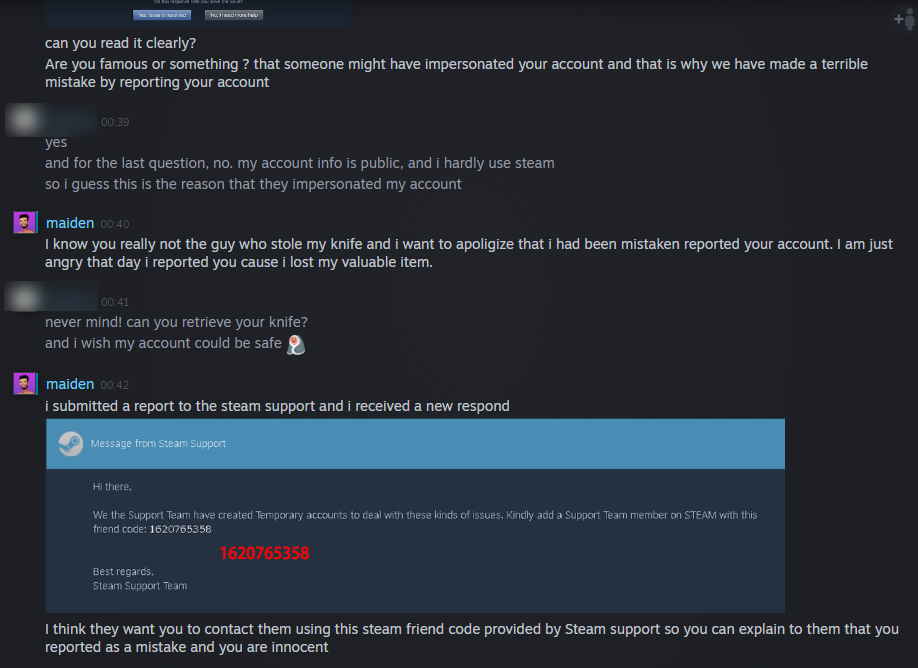 Did this response help you solve the issue?
Yes, issue is resolved
No, I need more help
can you read it clearly?
Are you famous or something ? that someone might have impersonated your account and that is why we have made a terrible
mistake by reporting your account
00:39
yes
and for the last question, no. my account info is public, and i hardly use steam
so i guess this is the reason that they impersonated my account
maiden 00:40
I know you really not the guy who stole my knife and i want to apoligize that i had been mistaken reported your account. I am just
angry that day i reported you cause i lost my valuable item.
00:41
never mind! can you retrieve your knife?
and i wish my account could be safe
maiden 00:42
i submitted a report to the steam support and i received a new respond
Message from Steam Support
Hi there,
We the Support Team have created Temporary accounts to deal with these kinds of issues. Kindly add a Support Team member on STEAM with this
friend code: 1620765358
1620765358
Best regards,
Steam Support Team
I think they want you to contact them using this steam friend code provided by Steam support so you can explain to them that you
reported as a mistake and you are innocent